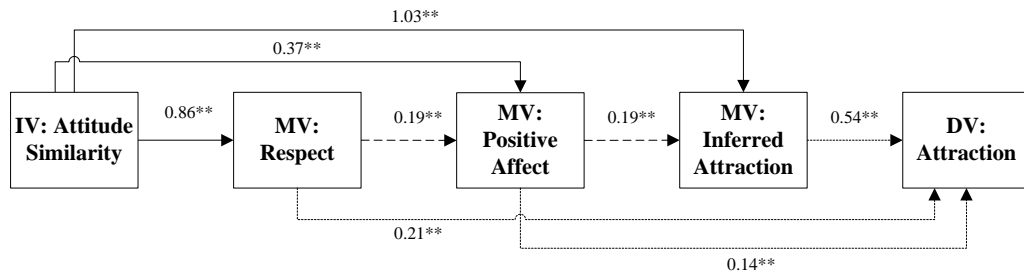 1.03**
0.37**
IV: Attitude
Similarity
0.86**
MV:
Respect
0.19**
MV:
Positive
Affect
0.19**
MV:
Inferred
Attraction
0.54**
DV:
Attraction
0.21**
0.14**